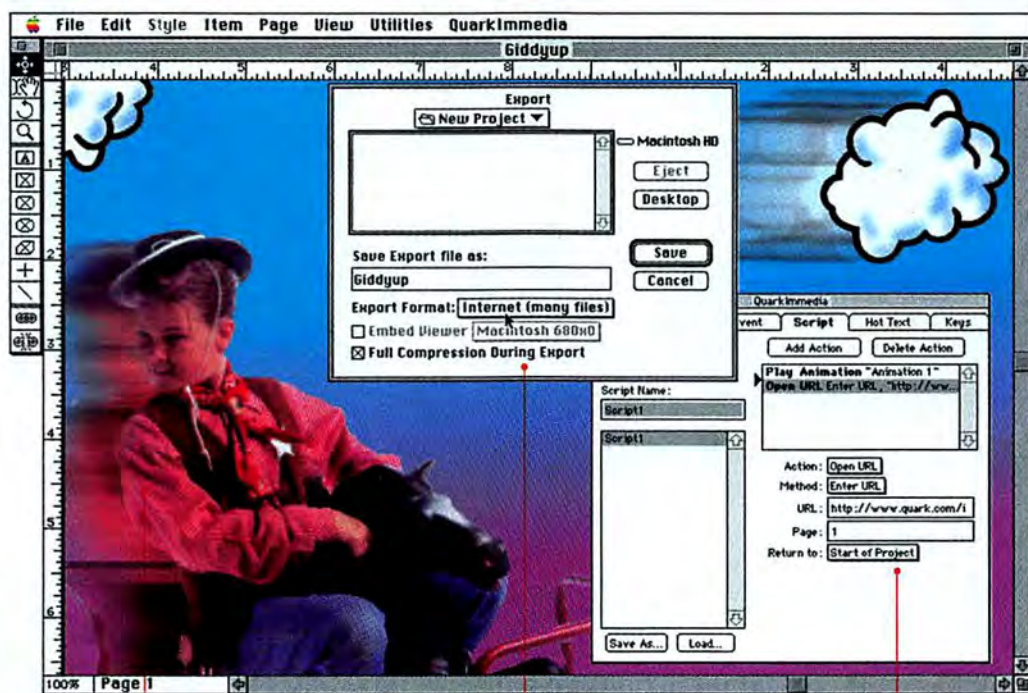 File Edit Style Item Page View Utilities QuarkImmedia
Giddyup
Export
New Project
Macintosh HD
Eject
Desktop
Save Export file as:
Save
Giddyup
Cancel
Export Format: Internet (many files)
Embed Viewer Macintosh 680x0
Full Compression During Export
QuarkImmedia
vent Script Hot Text Keys
Add Action Delete Action
Play Animation "Animation 1"
Open URL Enter URL, "http://ww...
Script Name:
Script1
Script1
Action: Open URL
Method: Enter URL
URL: http://www.quark.com/i
Page: 1
Return to: Start of Project
Save As... Load...
100% Page 1